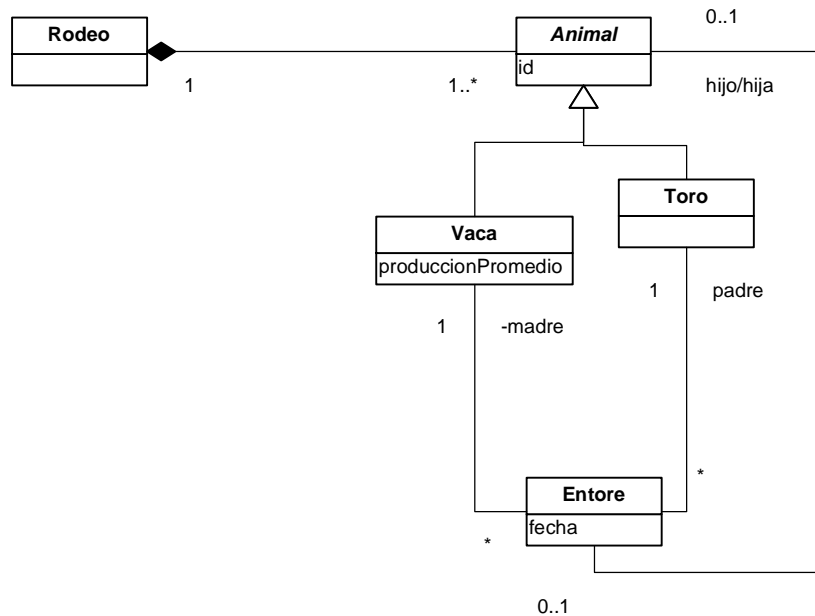 Rodeo
Animal
id
0..1
1
1..*
hijo/hija
Vaca
produccionPromedio
Toro
1
-madre
1
padre
Entore
fecha
*
*
0..1